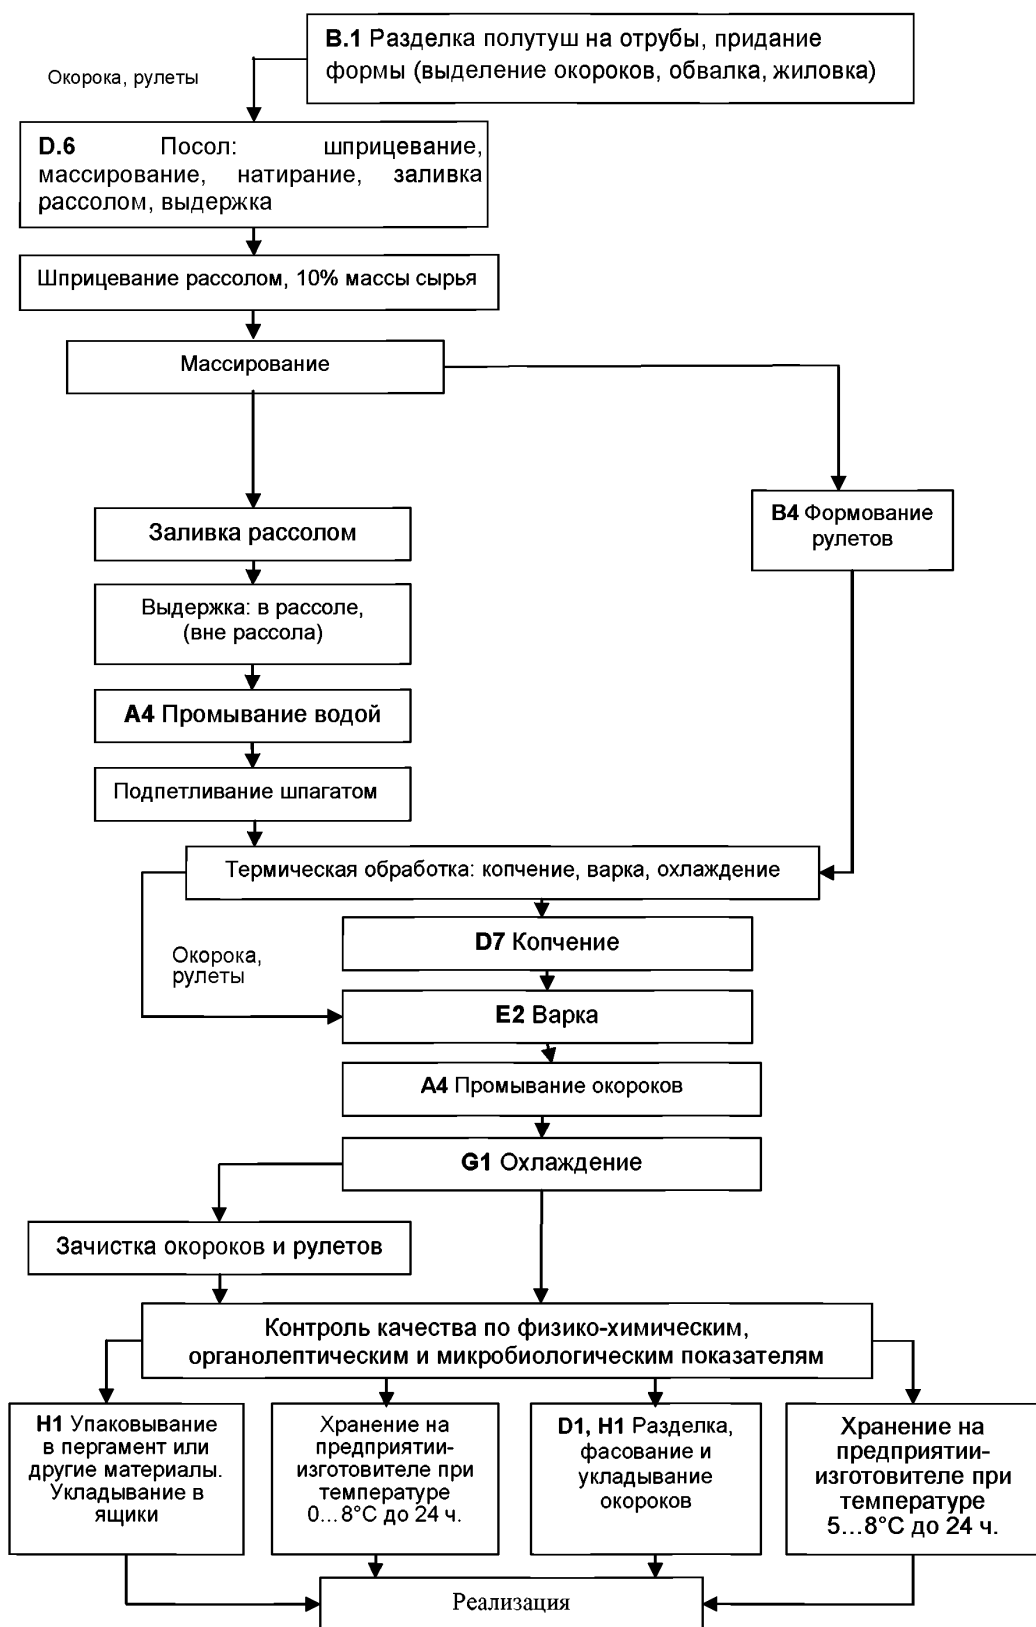 B.1 Разделка полутуш на отрубы, придание
формы (выделение окороков, обвалка, жиловка)
Окорока, рулеты
D.6 Посол: шприцевание,
массирование, натирание, заливка
рассолом, выдержка
Шприцевание рассолом, 10% массы сырья
Массирование
Заливка рассолом
B4 Формование
рулетов
Выдержка: в рассоле,
(вне рассола)
A4 Промывание водой
Подпетливание шпагатом
Термическая обработка: копчение, варка, охлаждение
D7 Копчение
Окорока,
рулеты
E2 Варка
A4 Промывание окороков
G1 Охлаждение
Зачистка окороков и рулетов
Контроль качества по физико-химическим,
органолептическим и микробиологическим показателям
H1 Упаковывание
в пергамент или
другие материалы.
Укладывание в
ящики
Хранение на
предприятии-
изготовителе при
температуре
0...8°С до 24 ч.
D1, H1 Разделка,
фасование и
укладывание
окороков
Хранение на
предприятии-
изготовителе при
температуре
5...8°С до 24 ч.
Реализация